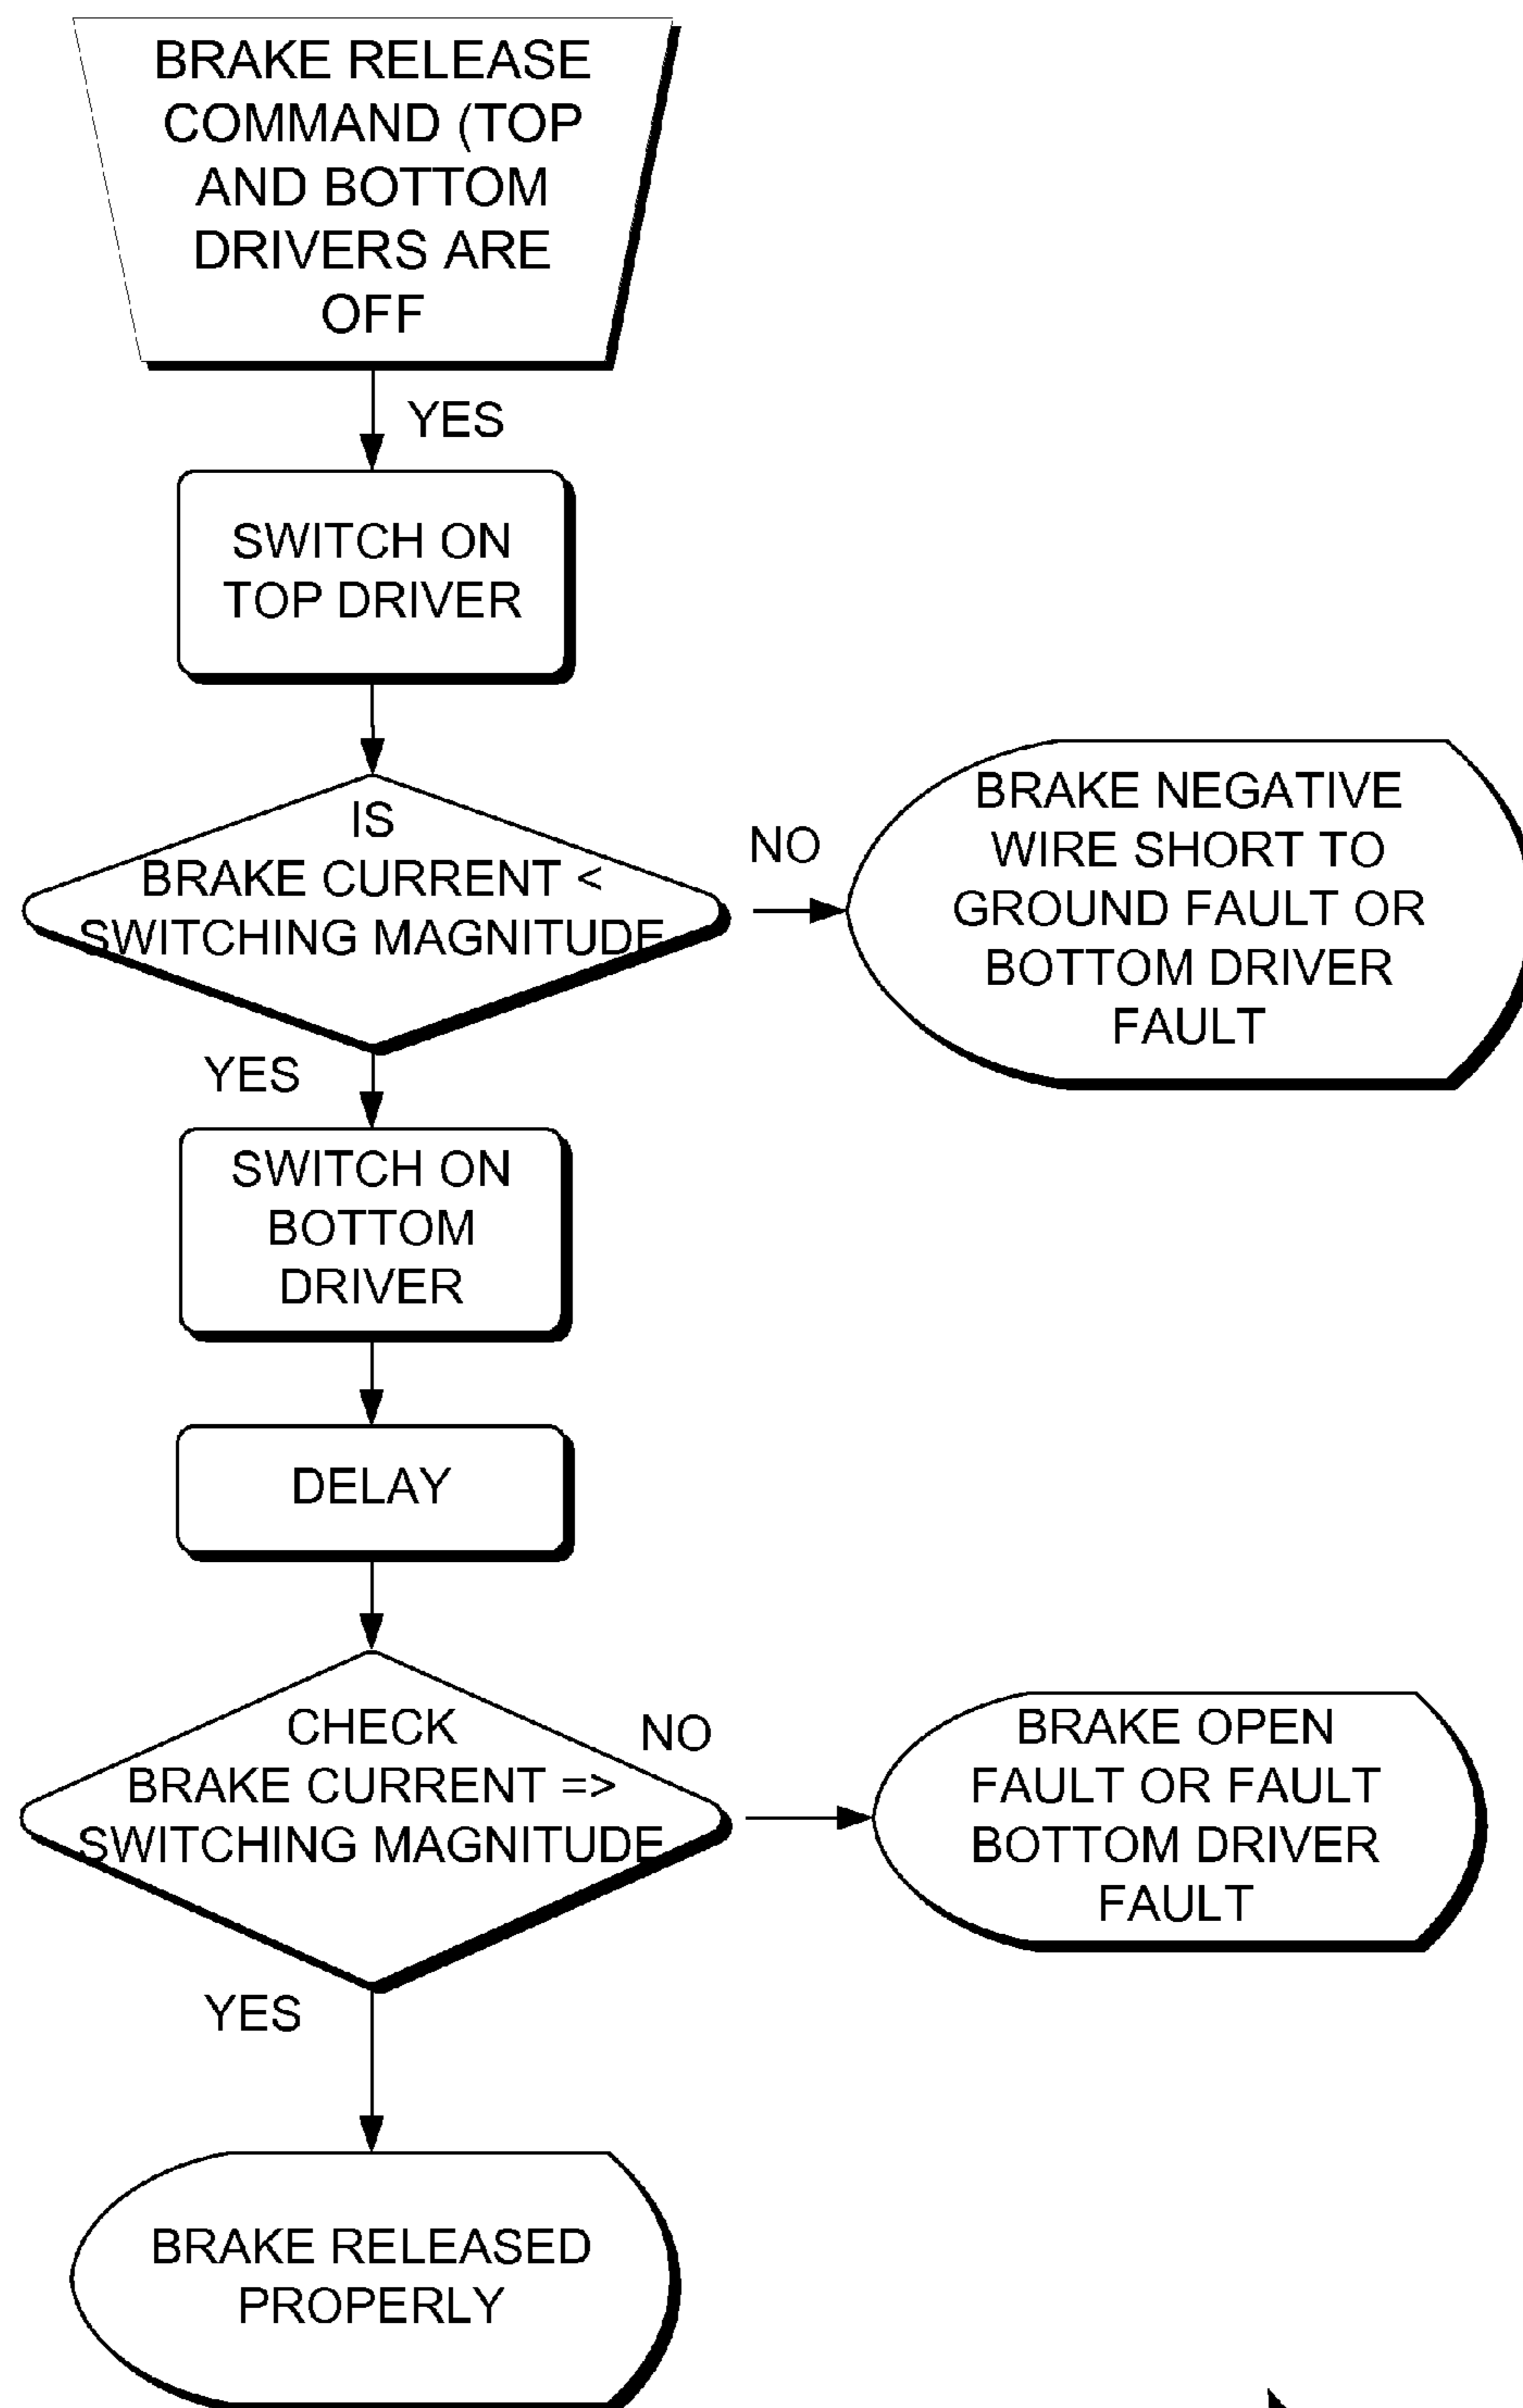 BRAKE RELEASE
COMMAND (TOP
AND BOTTOM
DRIVERS ARE
OFF
YES
SWITCH ON
TOP DRIVER
IS
BRAKE CURRENT <
SWITCHING MAGNITUDE
NO
BRAKE NEGATIVE
WIRE SHORT TO
GROUND FAULT OR
BOTTOM DRIVER
FAULT
YES
SWITCH ON
BOTTOM
DRIVER
DELAY
CHECK
BRAKE CURRENT =>
SWITCHING MAGNITUDE
NO
BRAKE OPEN
FAULT OR FAULT
BOTTOM DRIVER
FAULT
YES
BRAKE RELEASED
PROPERLY